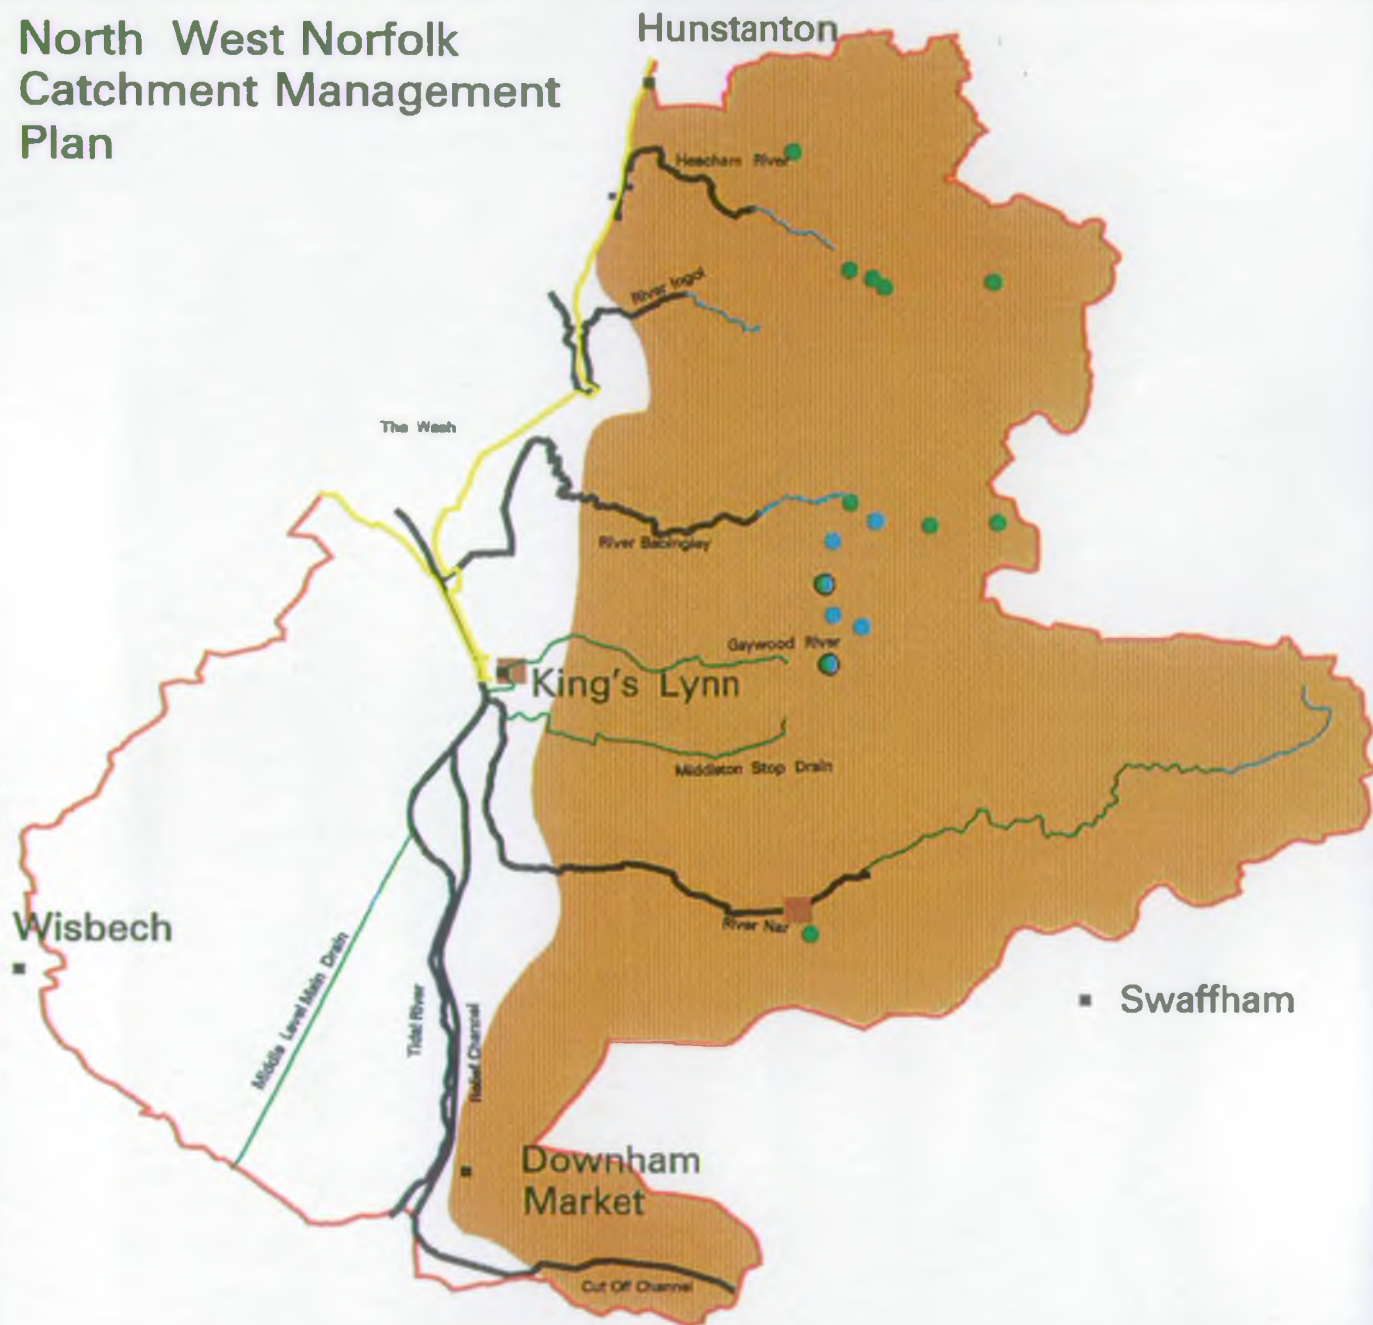 North West Norfolk
Catchment Management
Plan
Hunstanton
Heacham River
River Ingol
The Wash
River Babingley
Gaywood River
King's Lynn
Middleton Stop Drain
Wisbech
River Nar
Middle Level Main Drain
Tidal River
Relief Channel
Swaffham
Downham
Market
Cut Off Channel